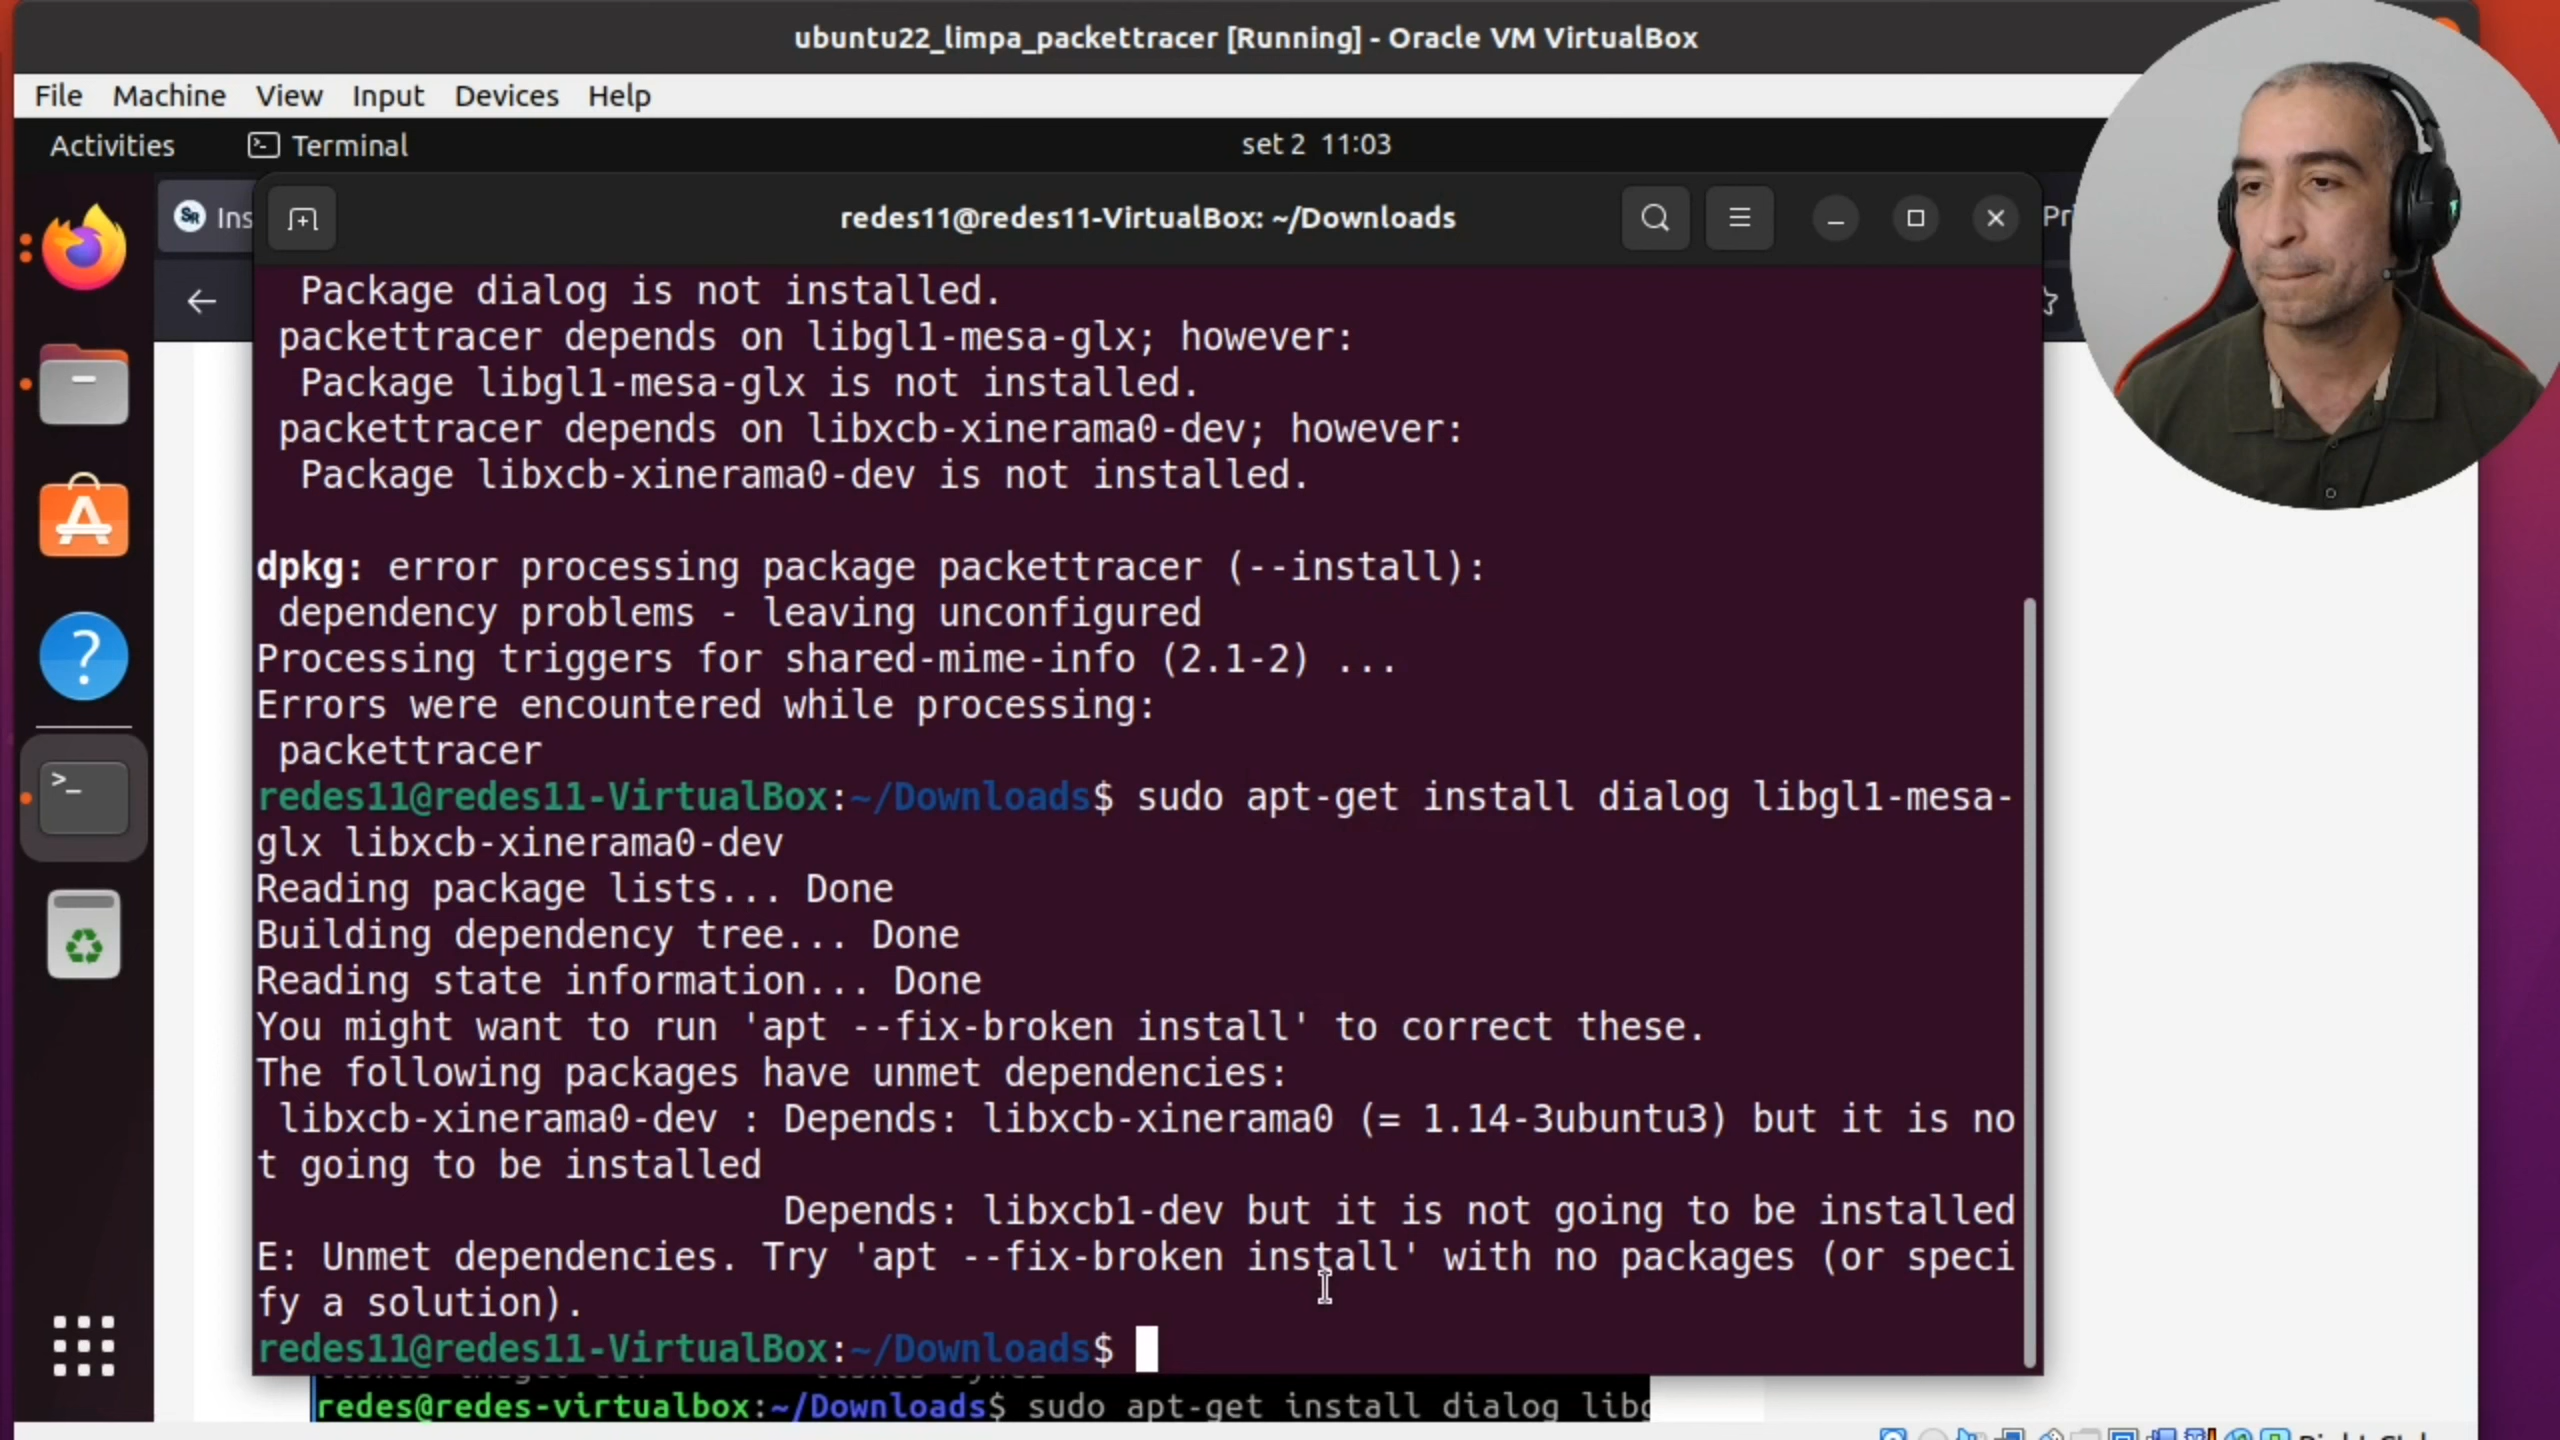 ubuntu22_limpa_packettracer [Running] - Oracle VM VirtualBox
File Machine View Input Devices Help
Activities Terminal set 2 11:03
Ins
redes11@redes11-VirtualBox: ~/Downloads
Package dialog is not installed.
packettracer depends on libgl1-mesa-glx; however:
Package libgl1-mesa-glx is not installed.
packettracer depends on libxcb-xinerama0-dev; however:
Package libxcb-xinerama0-dev is not installed.
dpkg: error processing package packettracer (--install):
dependency problems - leaving unconfigured
Processing triggers for shared-mime-info (2.1-2) ...
Errors were encountered while processing:
packettracer
redes11@redes11-VirtualBox:~/Downloads$ sudo apt-get install dialog libgl1-mesa-
glx libxcb-xinerama0-dev
Reading package lists... Done
Building dependency tree... Done
Reading state information... Done
You might want to run 'apt --fix-broken install' to correct these.
The following packages have unmet dependencies:
libxcb-xinerama0-dev : Depends: libxcb-xinerama0 (= 1.14-3ubuntu3) but it is no
t going to be installed
Depends: libxcb1-dev but it is not going to be installed
E: Unmet dependencies. Try 'apt --fix-broken install' with no packages (or speci
fy a solution).
redes11@redes11-VirtualBox:~/Downloads$
redes@redes-virtualbox:~/Downloads$ sudo apt-get install dialog